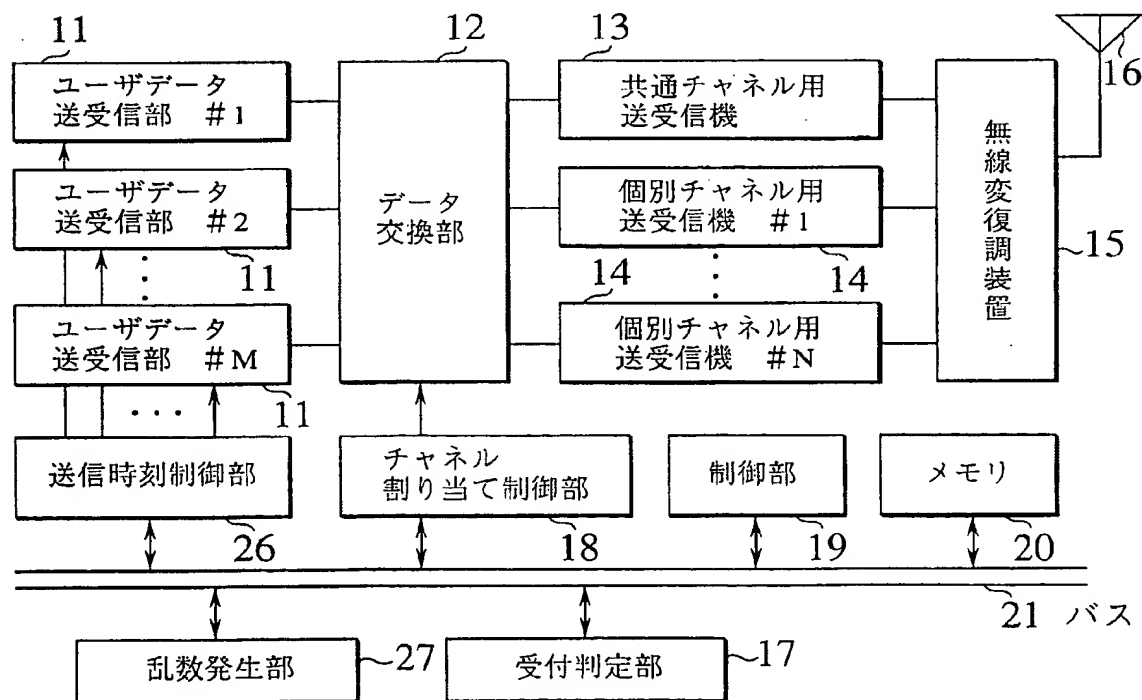 11
ユーザデータ
送受信部 #1
12
データ
交換部
13
共通チャネル用
送受信機
16
ユーザデータ
送受信部 #2
11
個別チャネル用
送受信機 #1
14
無線変復調装置
15
ユーザデータ
送受信部 #M
11
14
個別チャネル用
送受信機 #N
送信時刻制御部
26
チャネル
割り当て制御部
18
制御部
19
メモリ
20
21 バス
乱数発生部
27
受付判定部
17